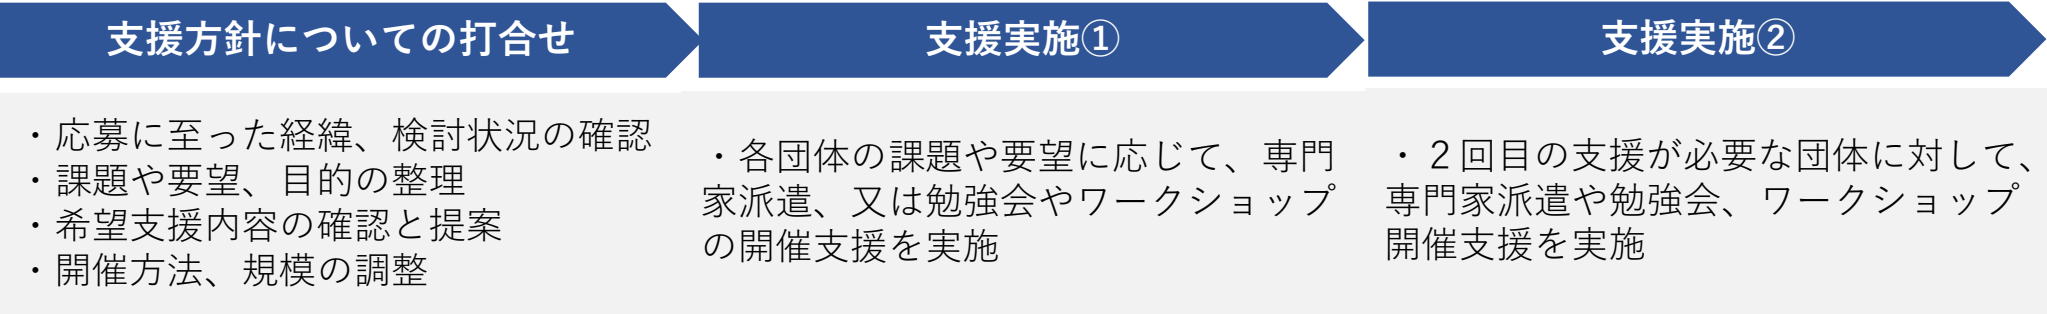 支援方針についての打合せ
・応募に至った経緯、検討状況の確認
・課題や要望、目的の整理
・希望支援内容の確認と提案
・開催方法、規模の調整
支援実施①
・各団体の課題や要望に応じて、専門
家派遣、又は勉強会やワークショップ
の開催支援を実施
支援実施②
・２回目の支援が必要な団体に対して、
専門家派遣や勉強会、ワークショップ
開催支援を実施